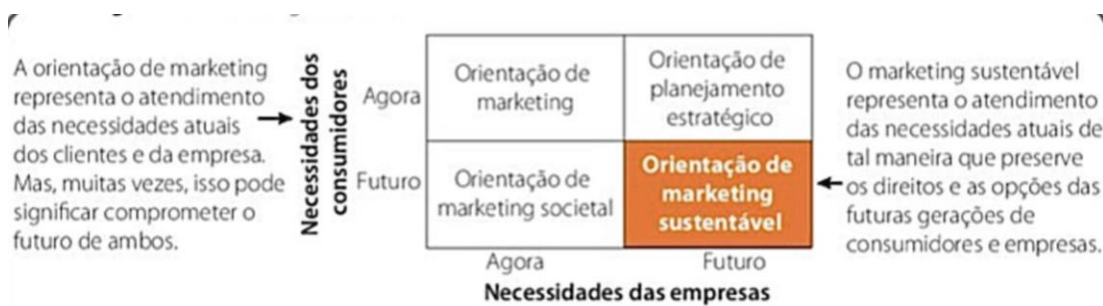 A orientação de marketing
representa o atendimento
das necessidades atuais
dos clientes e da empresa.
Mas, muitas vezes, isso pode
significar comprometer o
futuro de ambos.
Necessidades dos
consumidores
Agora
Futuro
Orientação de
marketing
Orientação de
planejamento
estratégico
Orientação de
marketing societal
Orientação de
marketing
sustentável
Agora
Futuro
Necessidades das empresas
O marketing sustentável
representa o atendimento
das necessidades atuais de
tal maneira que preserve
os direitos e as opções das
futuras gerações de
consumidores e empresas.